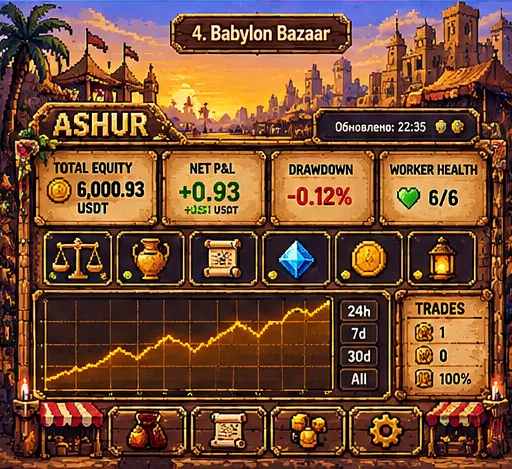 4. Babylon Bazaar
ASHUR
Обновлено: 22:35
TOTAL EQUITY
6,000.93
USDT
NET P&L
+0.93
USDT
DRAWDOWN
-0.12%
WORKER HEALTH
6/6
24h
7d
30d
All
TRADES
1
0
100%